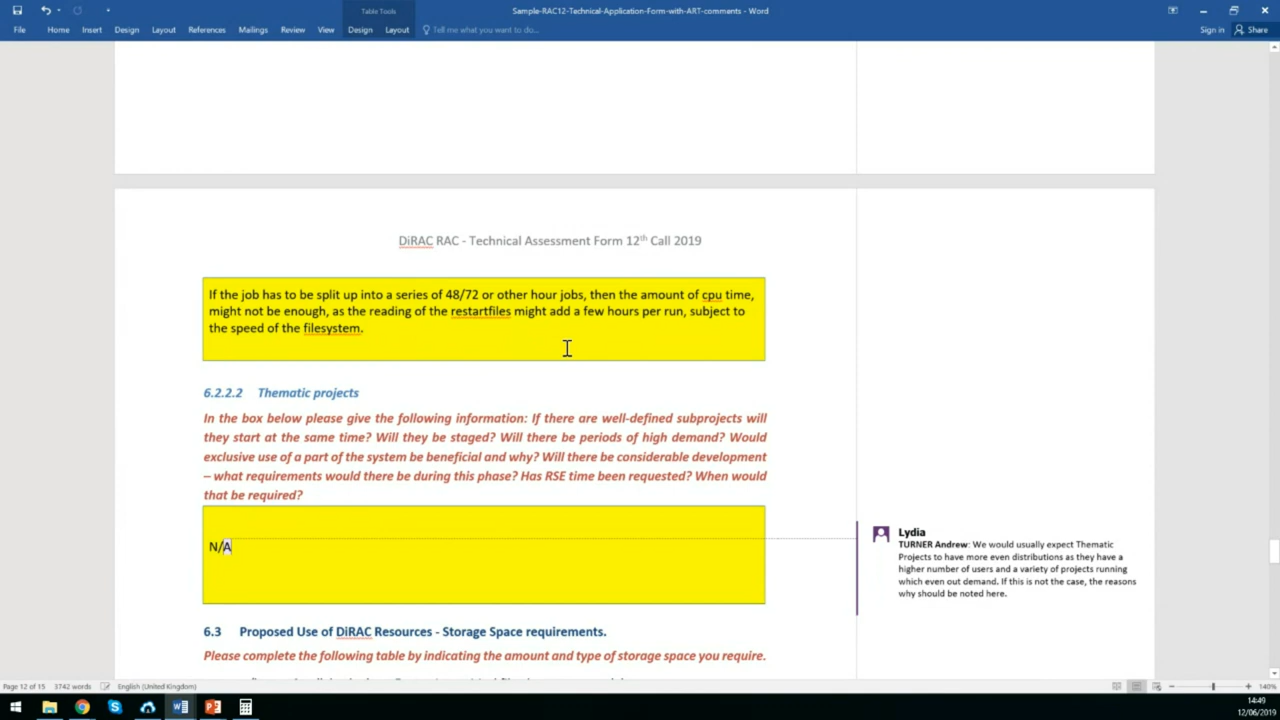 Table Tools
Sample-RAC12-Technical-Application-Form-with-ART-comments - Word
File Home Insert Design Layout References Mailings Review View Design Layout Tell me what you want to do... Sign in Share
DiRAC RAC - Technical Assessment Form 12th Call 2019
If the job has to be split up into a series of 48/72 or other hour jobs, then the amount of cpu time,
might not be enough, as the reading of the restartfiles might add a few hours per run, subject to
the speed of the filesystem.
6.2.2.2 Thematic projects
In the box below please give the following information: If there are well-defined subprojects will
they start at the same time? Will they be staged? Will there be periods of high demand? Would
exclusive use of a part of the system be beneficial and why? Will there be considerable development
– what requirements would there be during this phase? Has RSE time been requested? When would
that be required?
N/A
Lydia
TURNER Andrew: We would usually expect Thematic
Projects to have more even distributions as they have a
higher number of users and a variety of projects running
which even out demand. If this is not the case, the reasons
why should be noted here.
6.3 Proposed Use of DiRAC Resources - Storage Space requirements.
Please complete the following table by indicating the amount and type of storage space you require.
Page 12 of 15 3742 words English (United Kingdom) 140%
14:49
12/06/2019